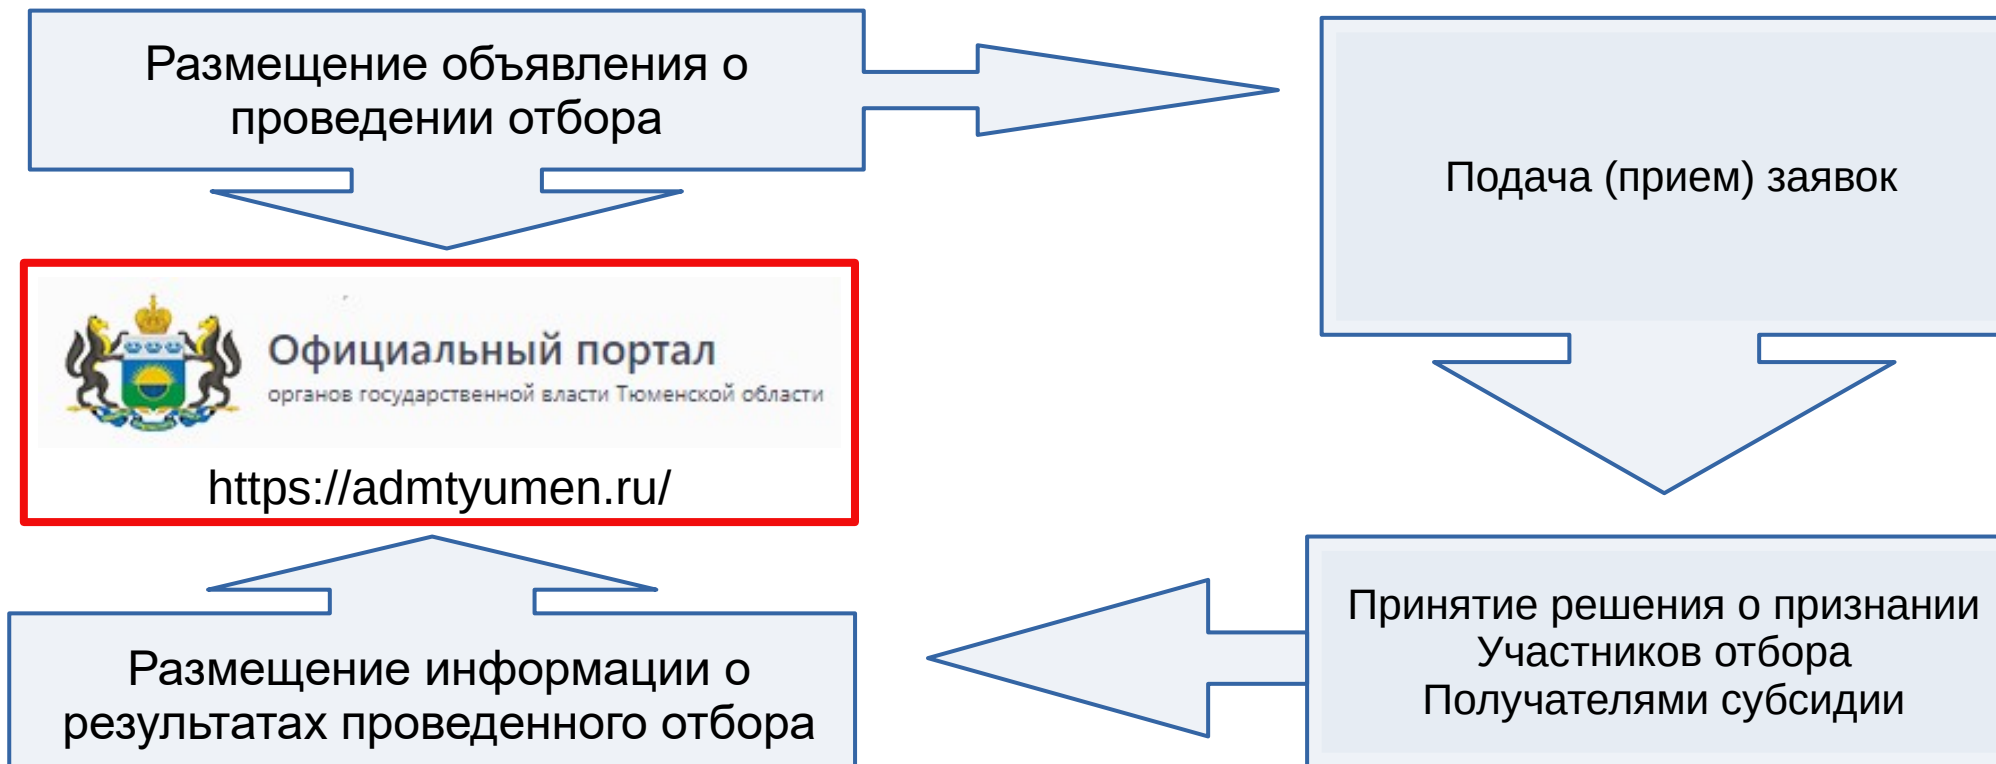 Размещение объявления о
проведении отбора
Подача (прием) заявок
Официальный портал
органов государственной власти Тюменской области
https://admtyumen.ru/
Принятие решения о признании
Участников отбора
Получателями субсидии
Размещение информации о
результатах проведенного отбора